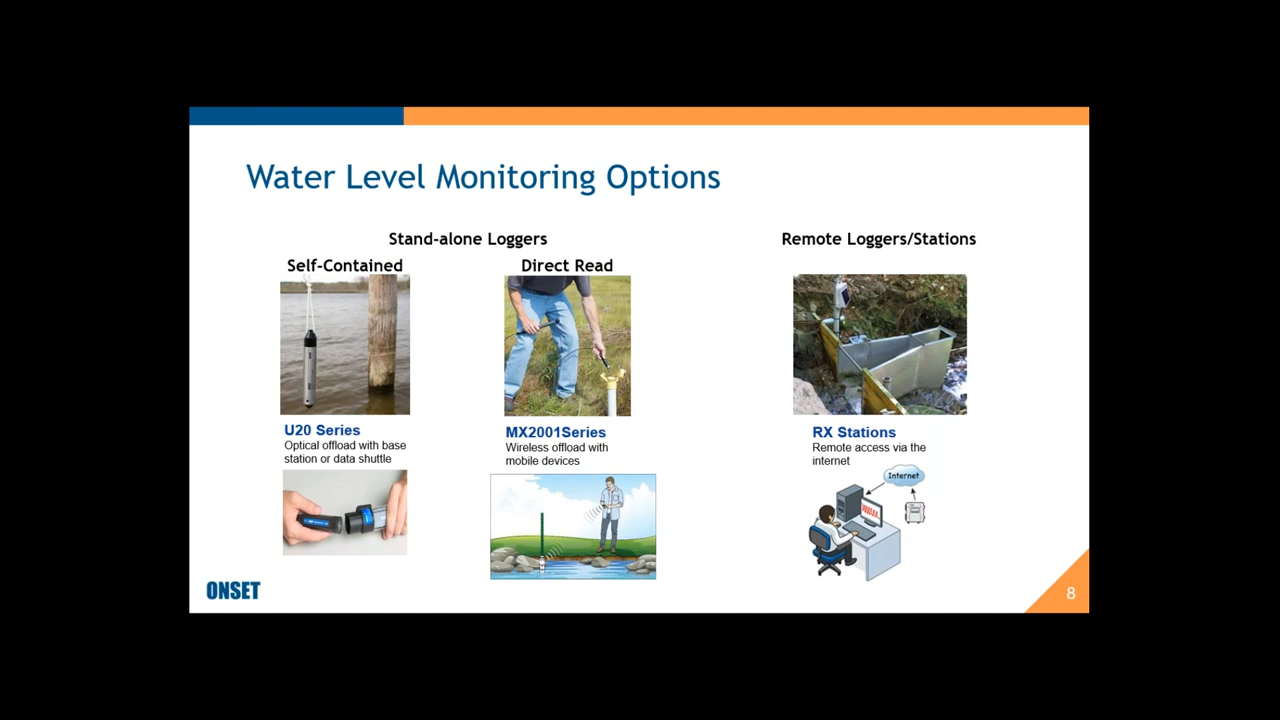 Water Level Monitoring Options
Stand-alone Loggers
Remote Loggers/Stations
Self-Contained
Direct Read
U20 Series
Optical offload with base
station or data shuttle
MX2001Series
Wireless offload with
mobile devices
RX Stations
Remote access via the
internet
Internet
ONSET
8